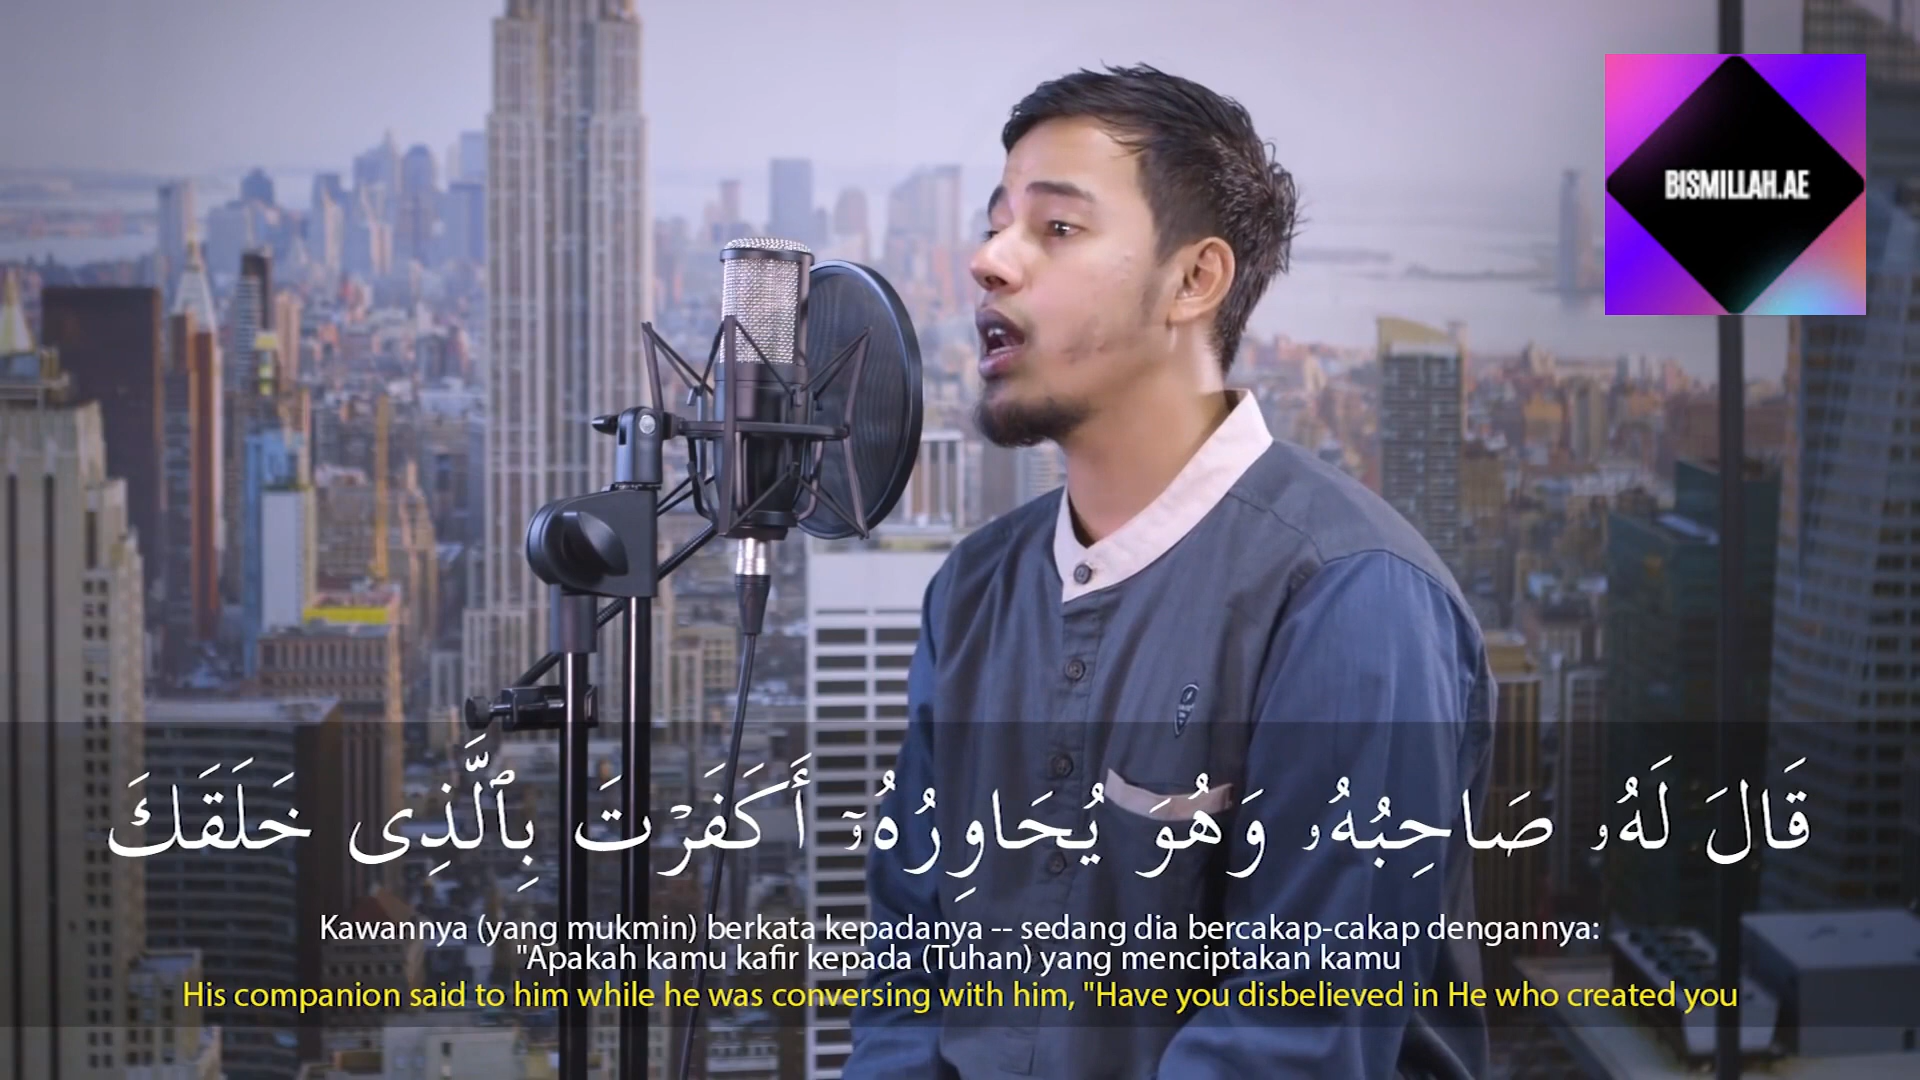 BISMILLAH.AE
قَالَ لَهُۥ صَاحِبُهُۥ وَهُوَ يُحَاوِرُهُۥٓ أَكَفَرْتَ بِٱلَّذِى خَلَقَكَ
Kawannya (yang mukmin) berkata kepadanya -- sedang dia bercakap-cakap dengannya:
"Apakah kamu kafir kepada (Tuhan) yang menciptakan kamu
His companion said to him while he was conversing with him, "Have you disbelieved in He who created you